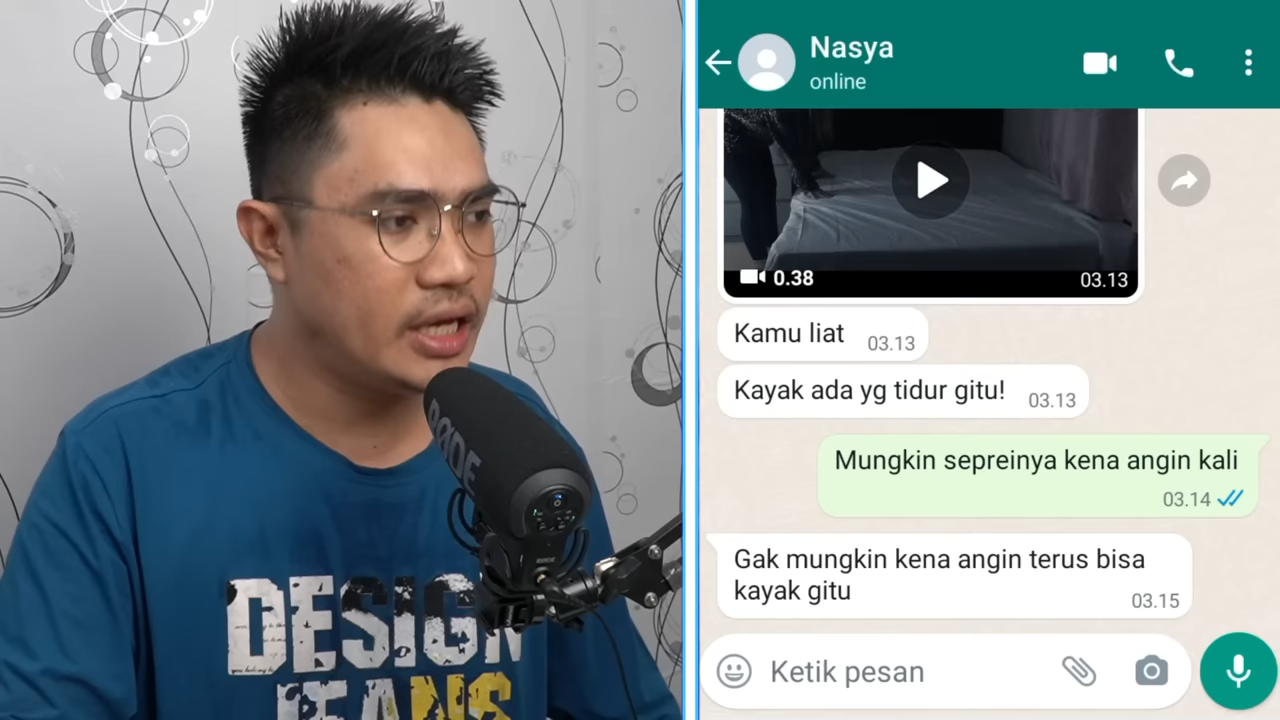 Nasya
online
0.38
03.13
Kamu liat
03.13
Kayak ada yg tidur gitu!
03.13
Mungkin sepreinya kena angin kali
03.14
Gak mungkin kena angin terus bisa
kayak gitu
03.15
Ketik pesan
RØDE
DESIGN
JEANS